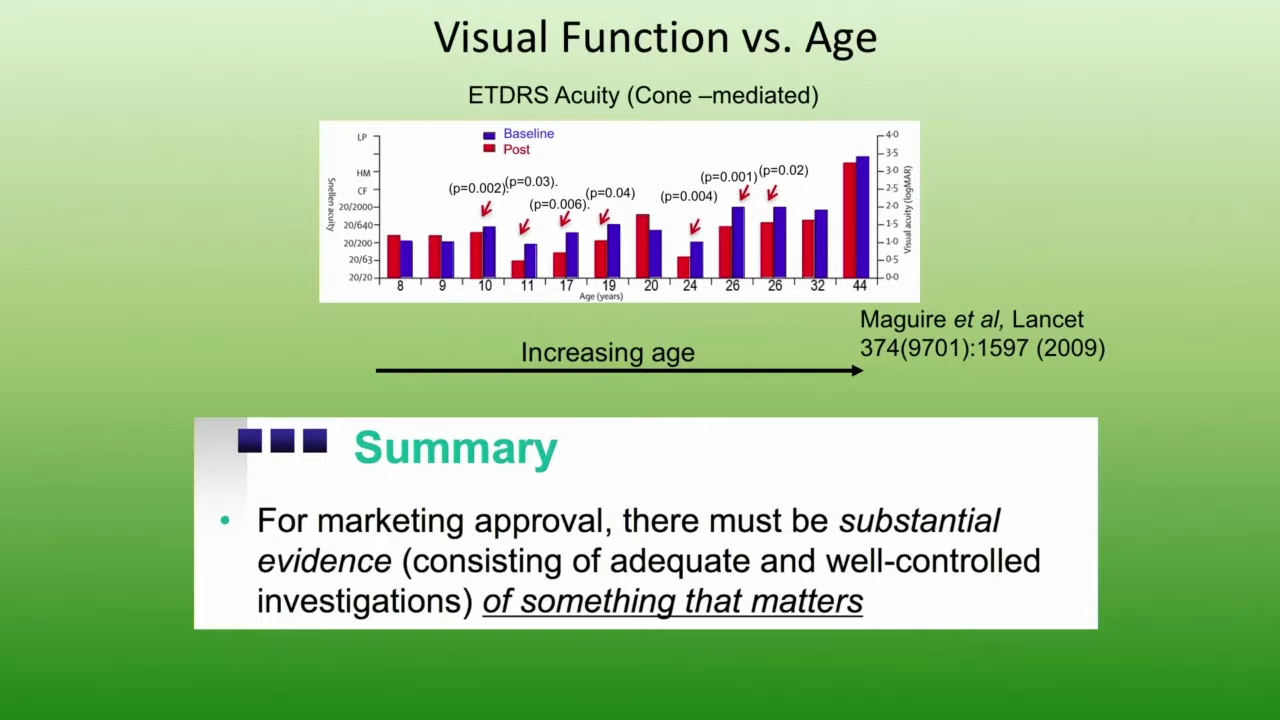 Visual Function vs. Age
ETDRS Acuity (Cone –mediated)
Baseline
Post
LP
HM
CF
20/2000
20/640
20/200
20/63
20/20
Snellen acuity
(p=0.002).
(p=0.03).
(p=0.006).
(p=0.04)
(p=0.004)
(p=0.001)
(p=0.02)
4·0
3·5
3·0
2·5
2·0
1·5
1·0
0·5
0·0
Visual acuity (logMAR)
8 9 10 11 17 19 20 24 26 26 32 44
Age (years)
Increasing age
Maguire et al, Lancet
374(9701):1597 (2009)
Summary
• For marketing approval, there must be substantial
evidence (consisting of adequate and well-controlled
investigations) of something that matters